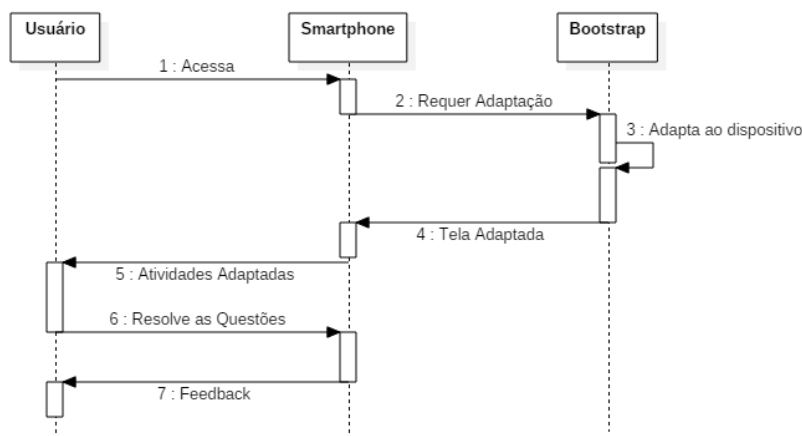 Usuário
Smartphone
Bootstrap
1 : Acessa
2 : Requer Adaptação
3 : Adapta ao dispositivo
4 : Tela Adaptada
5 : Atividades Adaptadas
6 : Resolve as Questões
7 : Feedback